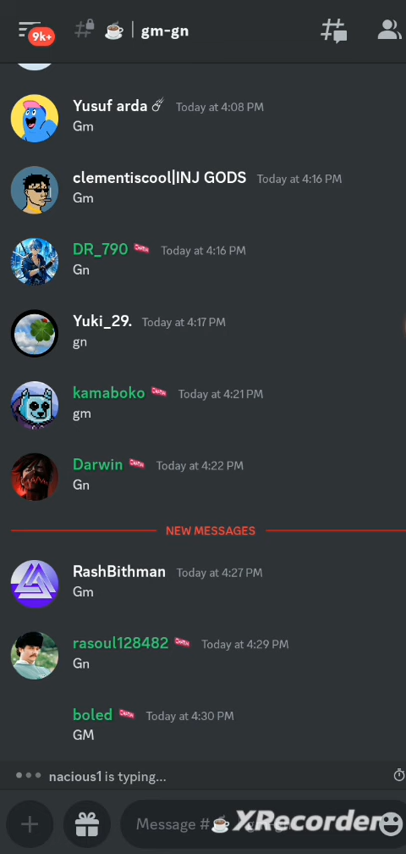 9k+
gm-gn
Yusuf arda Today at 4:08 PM
Gm
clementiscool|INJ GODS Today at 4:16 PM
Gm
DR_790 Today at 4:16 PM
Gn
Yuki_29. Today at 4:17 PM
gn
kamaboko Today at 4:21 PM
gm
Darwin Today at 4:22 PM
Gn
NEW MESSAGES
RashBithman Today at 4:27 PM
Gm
rasoul128482 Today at 4:29 PM
Gn
boled Today at 4:30 PM
GM
nacious1 is typing...
Message #
XRecorder